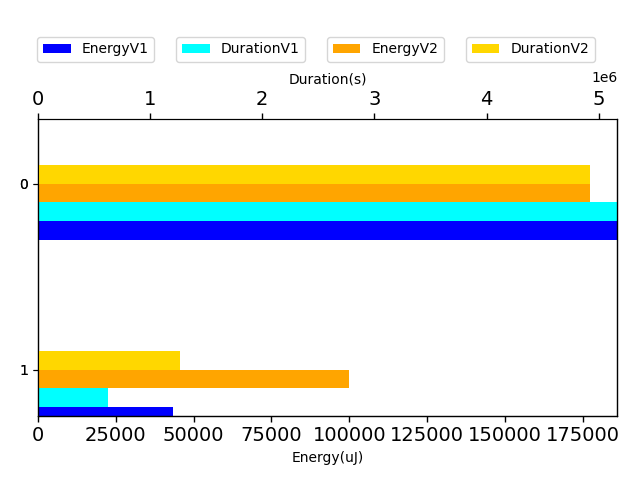 EnergyV1 DurationV1 EnergyV2 DurationV2
Duration(s)
1e6
0 1 2 3 4 5
0
1
0 25000 50000 75000 100000 125000 150000 175000
Energy(uJ)